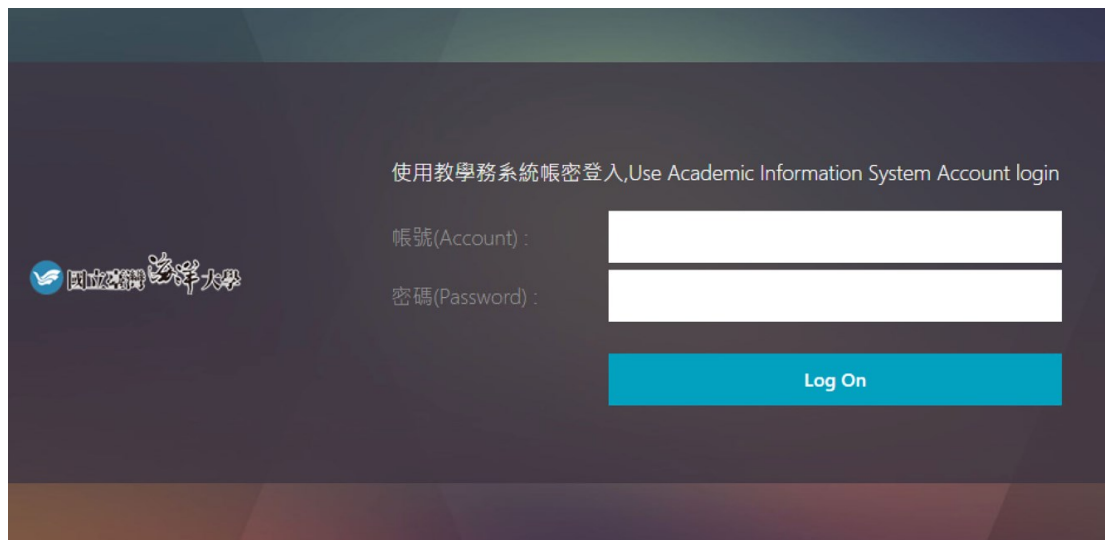 使用教學務系統帳密登入,Use Academic Information System Account login
帳號(Account) :
國立臺灣海洋大學
密碼(Password) :
Log On